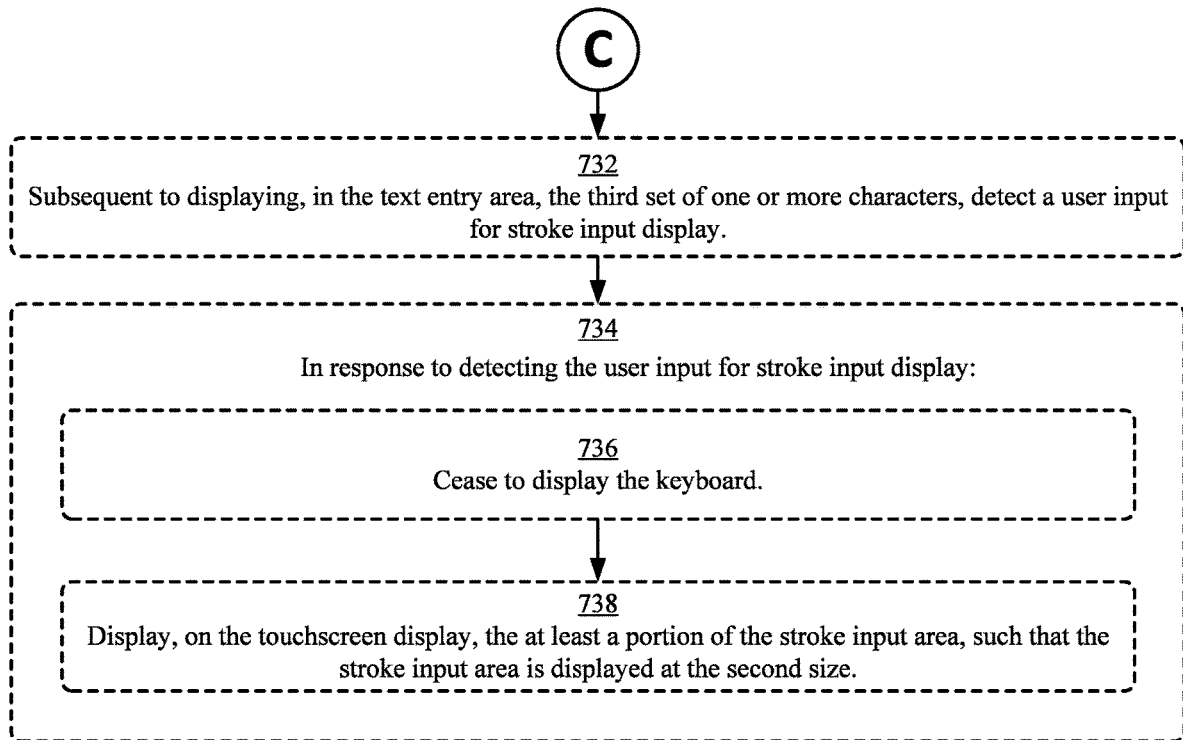 C
732
Subsequent to displaying, in the text entry area, the third set of one or more characters, detect a user input
for stroke input display.
734
In response to detecting the user input for stroke input display:
736
Cease to display the keyboard.
738
Display, on the touchscreen display, the at least a portion of the stroke input area, such that the
stroke input area is displayed at the second size.